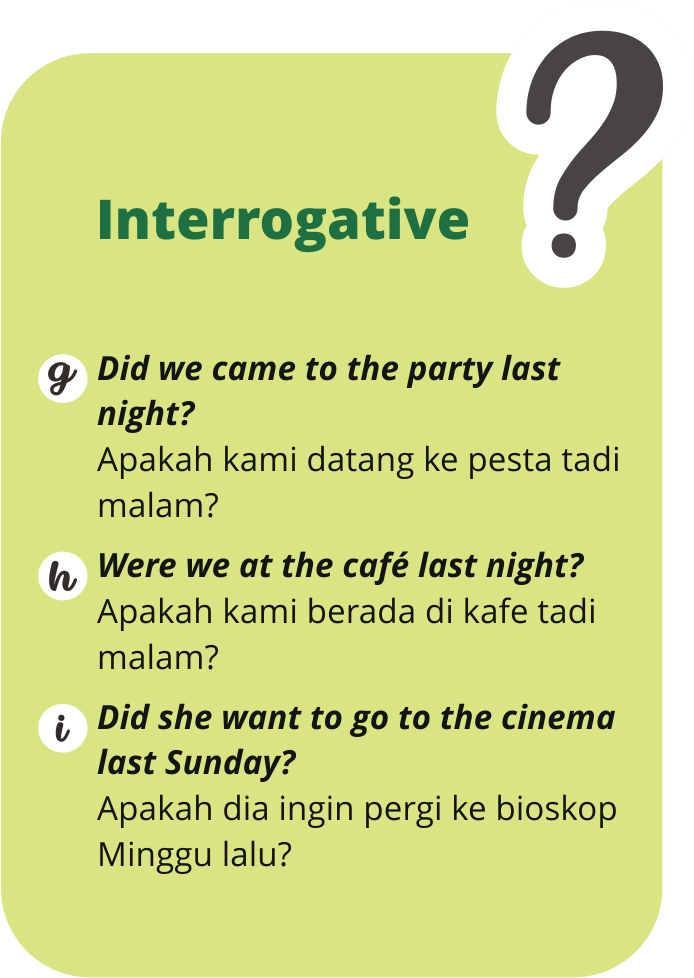 ?
Interrogative
g Did we came to the party last
night?
Apakah kami datang ke pesta tadi
malam?
h Were we at the café last night?
Apakah kami berada di kafe tadi
malam?
i Did she want to go to the cinema
last Sunday?
Apakah dia ingin pergi ke bioskop
Minggu lalu?